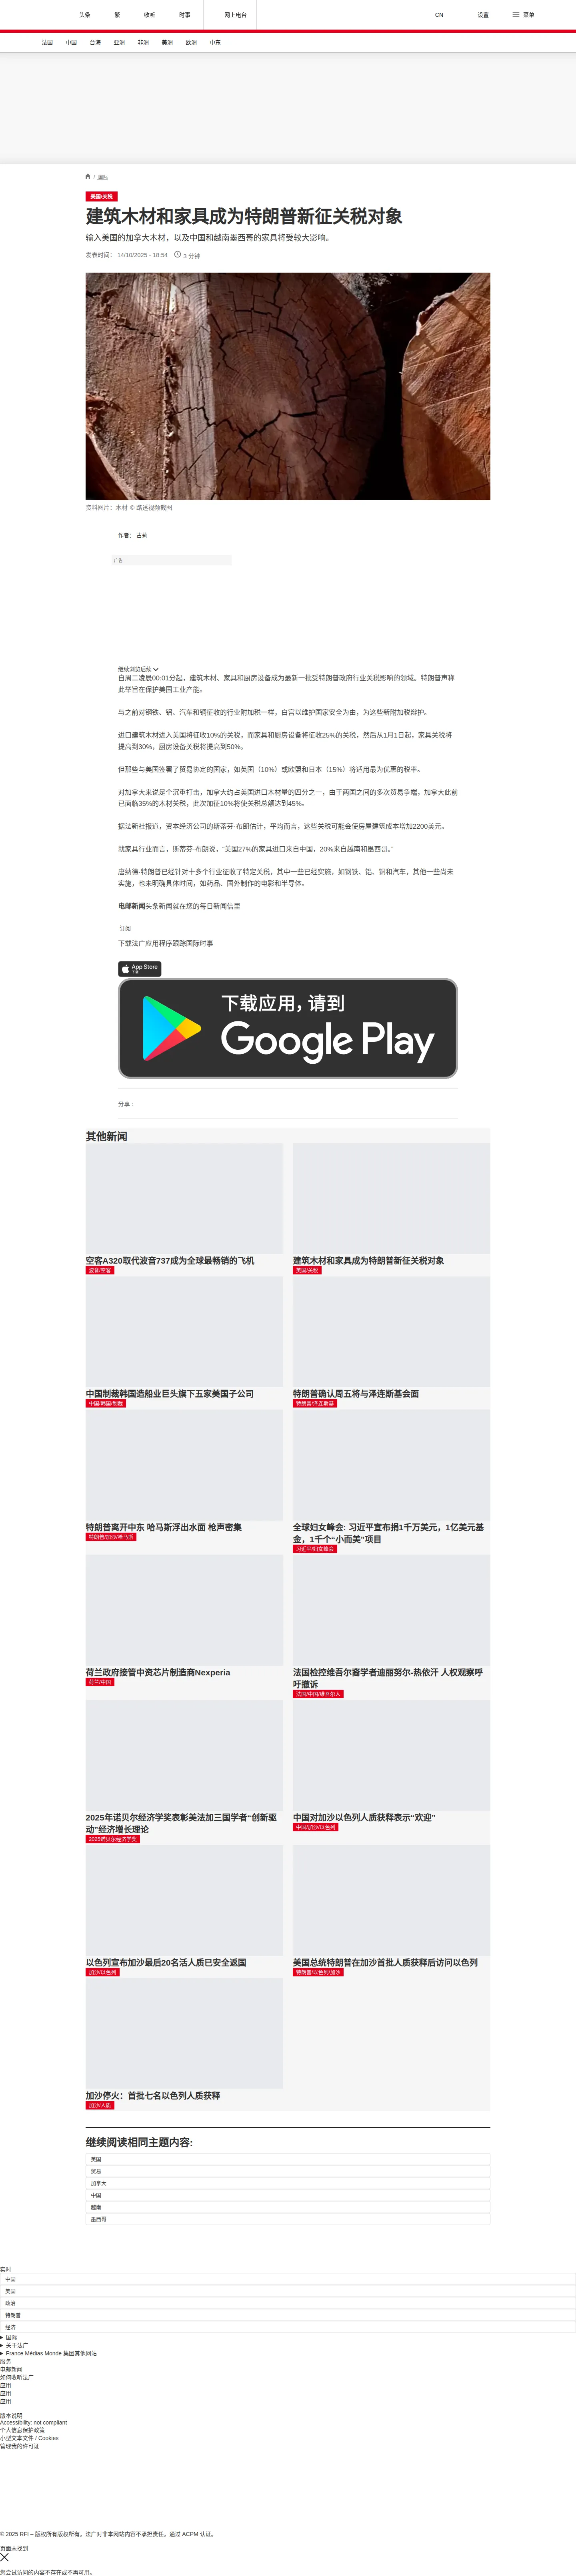 头条
繁
收听
时事
网上电台
CN
设置
菜单
法国
中国
台海
亚洲
非洲
美洲
欧洲
中东
/ 国际
美国/关税
建筑木材和家具成为特朗普新征关税对象
输入美国的加拿大木材，以及中国和越南墨西哥的家具将受较大影响。
发表时间： 14/10/2025 - 18:54
3 分钟
资料图片：木材 © 路透视频截图
作者： 古莉
广告
继续浏览后续
自周二凌晨00:01分起，建筑木材、家具和厨房设备成为最新一批受特朗普政府行业关税影响的领域。特朗普声称
此举旨在保护美国工业产能。
与之前对钢铁、铝、汽车和铜征收的行业附加税一样，白宫以维护国家安全为由，为这些新附加税辩护。
进口建筑木材进入美国将征收10%的关税，而家具和厨房设备将征收25%的关税，然后从1月1日起，家具关税将
提高到30%，厨房设备关税将提高到50%。
但那些与美国签署了贸易协定的国家，如英国（10%）或欧盟和日本（15%）将适用最为优惠的税率。
对加拿大来说是个沉重打击，加拿大约占美国进口木材量的四分之一，由于两国之间的多次贸易争端，加拿大此前
已面临35%的木材关税，此次加征10%将使关税总额达到45%。
据法新社报道，资本经济公司的斯蒂芬·布朗估计，平均而言，这些关税可能会使房屋建筑成本增加2200美元。
就家具行业而言，斯蒂芬·布朗说，“美国27%的家具进口来自中国，20%来自越南和墨西哥。”
唐纳德·特朗普已经针对十多个行业征收了特定关税，其中一些已经实施，如钢铁、铝、铜和汽车，其他一些尚未
实施，也未明确具体时间，如药品、国外制作的电影和半导体。
电邮新闻头条新闻就在您的每日新闻信里
订阅
下载法广应用程序跟踪国际时事
App Store
下载应用，请到
Google Play
分享 :
其他新闻
空客A320取代波音737成为全球最畅销的飞机
波音/空客
建筑木材和家具成为特朗普新征关税对象
美国/关税
中国制裁韩国造船业巨头旗下五家美国子公司
中国/韩国/制裁
特朗普确认周五将与泽连斯基会面
特朗普/泽连斯基
特朗普离开中东 哈马斯浮出水面 枪声密集
特朗普/加沙/哈马斯
全球妇女峰会: 习近平宣布捐1千万美元，1亿美元基
金，1千个“小而美”项目
习近平/妇女峰会
荷兰政府接管中资芯片制造商Nexperia
荷兰/中国
法国检控维吾尔裔学者迪丽努尔-热依汗 人权观察呼
吁撤诉
法国/中国/维吾尔人
2025年诺贝尔经济学奖表彰美法加三国学者“创新驱
动”经济增长理论
2025诺贝尔经济学奖
中国对加沙以色列人质获释表示“欢迎”
中国/加沙/以色列
以色列宣布加沙最后20名活人质已安全返国
加沙/以色列
美国总统特朗普在加沙首批人质获释后访问以色列
特朗普/以色列/加沙
加沙停火：首批七名以色列人质获释
加沙/人质
继续阅读相同主题内容:
美国
贸易
加拿大
中国
越南
墨西哥
实时
中国
美国
政治
特朗普
经济
国际
关于法广
France Médias Monde 集团其他网站
服务
电邮新闻
如何收听法广
应用
应用
应用
版本说明
Accessibility: not compliant
个人信息保护政策
小型文本文件 / Cookies
管理我的许可证
© 2025 RFI – 版权所有版权所有。法广对非本网站内容不承担责任。通过 ACPM 认证。
页面未找到
您尝试访问的内容不存在或不再可用。